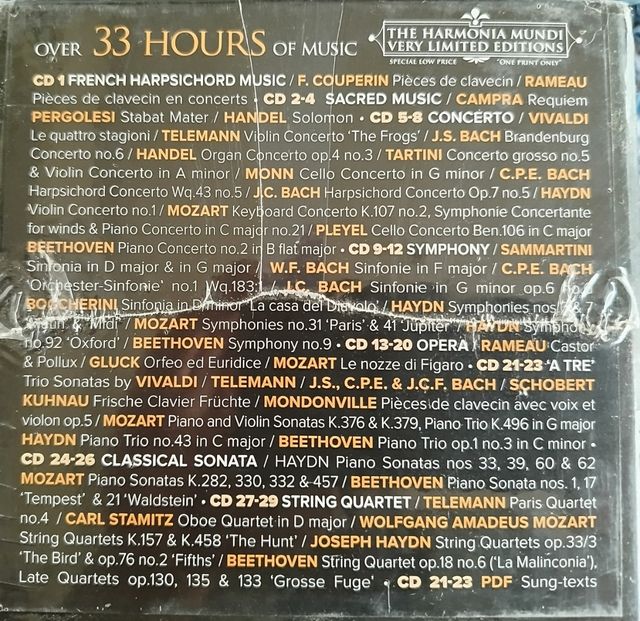 OVER 33 HOURS OF MUSIC
THE HARMONIA MUNDI
VERY LIMITED EDITIONS
SPECIAL LOW PRICE "ONE PRINT ONLY"
CD 1 FRENCH HARPSICHORD MUSIC / F. COUPERIN Pièces de clavecin / RAMEAU
Pièces de clavecin en concerts • CD 2-4 SACRED MUSIC / CAMPRA Requiem
PERGOLESI Stabat Mater / HANDEL Solomon • CD 5-8 CONCERTO / VIVALDI
Le quattro stagioni / TELEMANN Violin Concerto 'The Frogs' / J.S. BACH Brandenburg
Concerto no.6 / HANDEL Organ Concerto op.4 no.3 / TARTINI Concerto grosso no.5
& Violin Concerto in A minor / MONN Cello Concerto in G minor / C.P.E. BACH
Harpsichord Concerto Wq.43 no.5 / J.C. BACH Harpsichord Concerto Op.7 no.5 / HAYDN
Violin Concerto no.1 / MOZART Keyboard Concerto K.107 no.2, Symphonie Concertante
for winds & Piano Concerto in C major no.21 / PLEYEL Cello Concerto Ben.106 in C major
BEETHOVEN Piano Concerto no.2 in B flat major • CD 9-12 SYMPHONY / SAMMARTINI
Sinfonia in D major & in G major / W.F. BACH Sinfonie in F major / C.P.E. BACH
'Orchester-Sinfonie' no.1 Wq.183 / J.C. BACH Sinfonie in G minor op.6
BOCCHERINI Sinfonia in D minor 'La casa del Diavolo' / HAYDN Symphonies & 7
& 'Midi' / MOZART Symphonies no.31 'Paris' & 41 'Jupiter' / HAYDN Symphony
no.92 'Oxford' / BEETHOVEN Symphony no.9 • CD 13-20 OPERA / RAMEAU Castor
& Pollux / GLUCK Orfeo ed Euridice / MOZART Le nozze di Figaro • CD 21-23 'A TRE'
Trio Sonatas by VIVALDI / TELEMANN / J.S., C.P.E. & J.C.F. BACH / SCHOBERT
KUHNAU Frische Clavier Früchte / MONDONVILLE Pièces de clavecin avec voix et
violon op.5 / MOZART Piano and Violin Sonatas K.376 & K.379, Piano Trio K.496 in G major
HAYDN Piano Trio no.43 in C major / BEETHOVEN Piano Trio op.1 no.3 in C minor •
CD 24-26 CLASSICAL SONATA / HAYDN Piano Sonatas nos 33, 39, 60 & 62
MOZART Piano Sonatas K.282, 330, 332 & 457 / BEETHOVEN Piano Sonata nos. 1, 17
'Tempest' & 21 'Waldstein' • CD 27-29 STRING QUARTET / TELEMANN Paris Quartet
no.4 / CARL STAMITZ Oboe Quartet in D major / WOLFGANG AMADEUS MOZART
String Quartets K.157 & K.458 'The Hunt' / JOSEPH HAYDN String Quartets op.33/3
'The Bird' & op.76 no.2 'Fifths' / BEETHOVEN String Quartet op.18 no.6 ('La Malinconia'),
Late Quartets op.130, 135 & 133 'Grosse Fuge' • CD 21-23 PDF Sung-texts